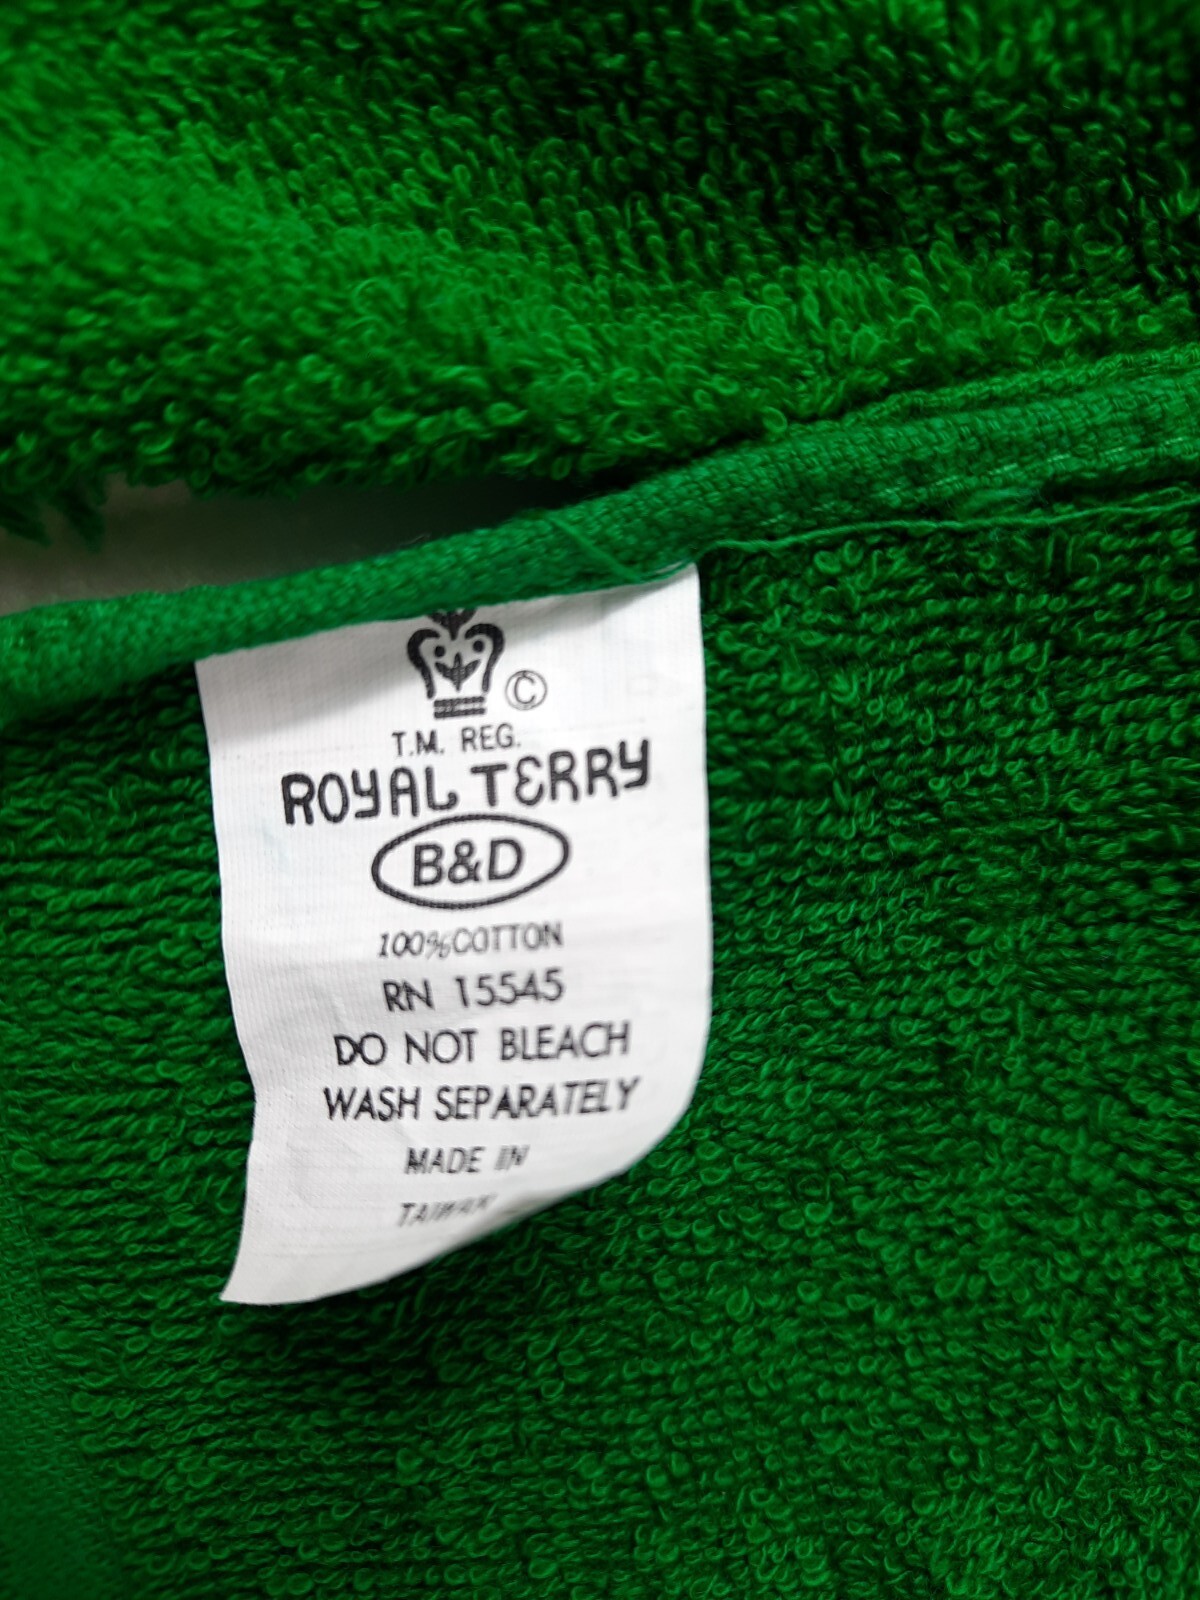 ©
T.M. REG.
ROYAL TERRY
B&D
100%COTTON
RN 15545
DO NOT BLEACH
WASH SEPARATELY
MADE IN
TAIWAN